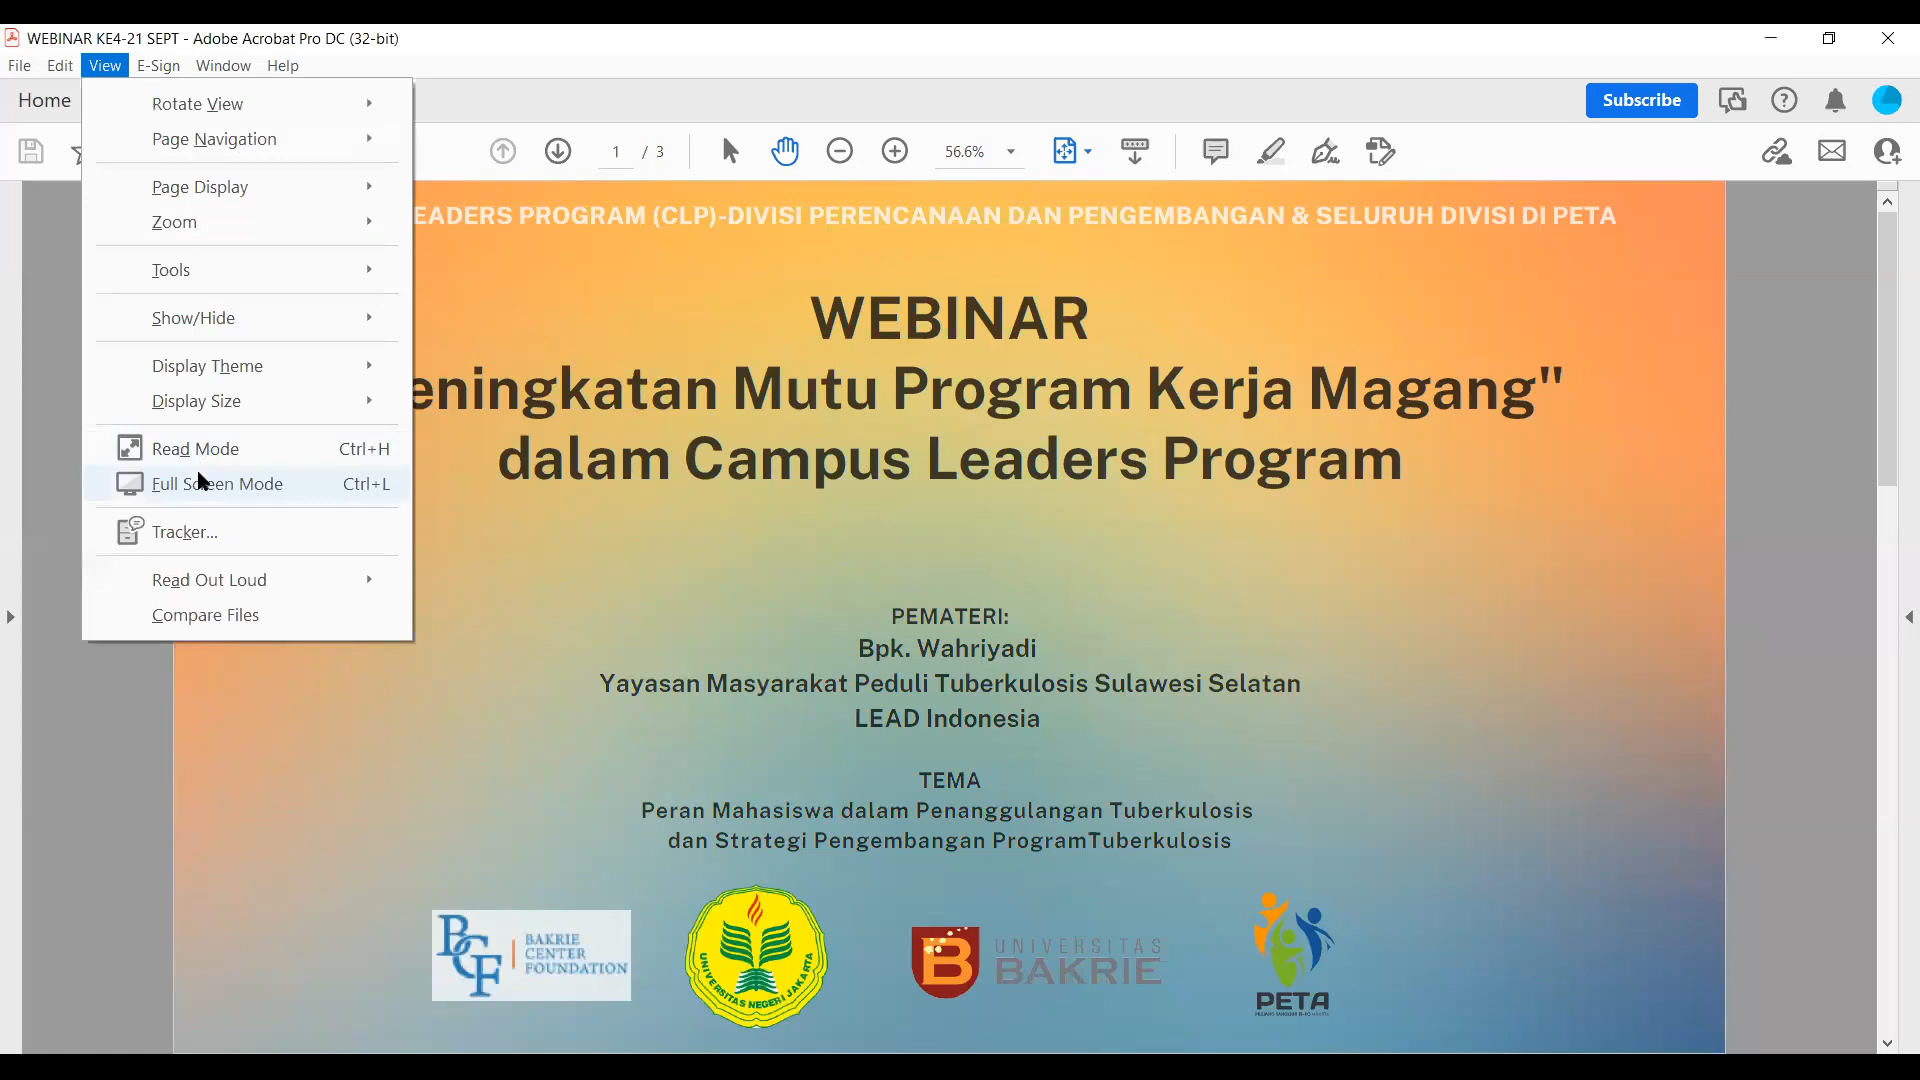 WEBINAR KE4-21 SEPT - Adobe Acrobat Pro DC (32-bit)
File Edit View E-Sign Window Help
Home
Subscribe
1 / 3
56.6%
Rotate View
Page Navigation
Page Display
Zoom
Tools
Show/Hide
Display Theme
Display Size
Read Mode Ctrl+H
Full Screen Mode Ctrl+L
Tracker...
Read Out Loud
Compare Files
EADERS PROGRAM (CLP)-DIVISI PERENCANAAN DAN PENGEMBANGAN & SELURUH DIVISI DI PETA
WEBINAR
eningkatan Mutu Program Kerja Magang"
dalam Campus Leaders Program
PEMATERI:
Bpk. Wahriyadi
Yayasan Masyarakat Peduli Tuberkulosis Sulawesi Selatan
LEAD Indonesia
TEMA
Peran Mahasiswa dalam Penanggulangan Tuberkulosis
dan Strategi Pengembangan ProgramTuberkulosis
BCF
BAKRIE
CENTER
FOUNDATION
UNIVERSITAS NEGERI JAKARTA
B
UNIVERSITAS
BAKRIE
PETA